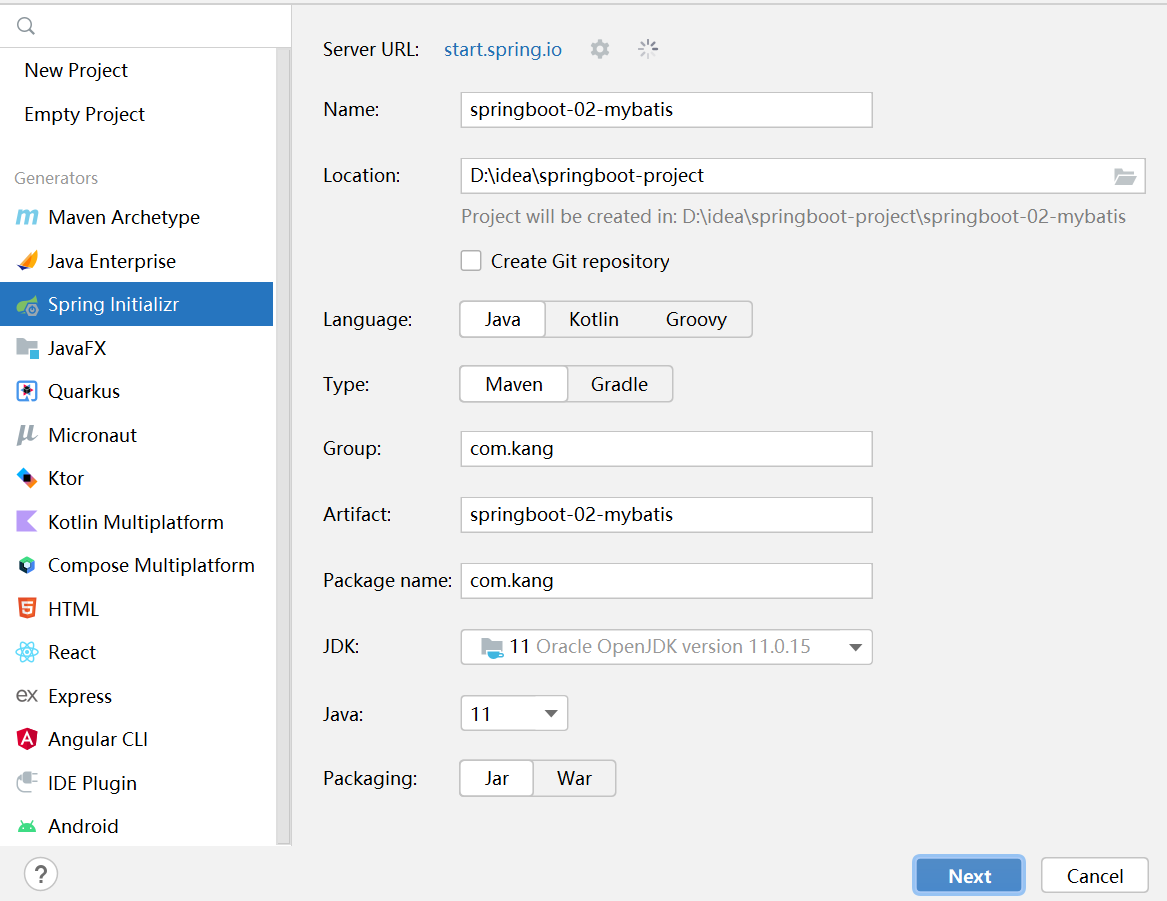 New Project
Empty Project
Generators
Maven Archetype
Java Enterprise
Spring Initializr
JavaFX
Quarkus
Micronaut
Ktor
Kotlin Multiplatform
Compose Multiplatform
HTML
React
ex Express
Angular CLI
IDE Plugin
Android
?
Server URL: start.spring.io
Name: springboot-02-mybatis
Location: D:\idea\springboot-project
Project will be created in: D:\idea\springboot-project\springboot-02-mybatis
Create Git repository
Language: Java Kotlin Groovy
Type: Maven Gradle
Group: com.kang
Artifact: springboot-02-mybatis
Package name: com.kang
JDK: 11 Oracle OpenJDK version 11.0.15
Java: 11
Packaging: Jar War
Next Cancel